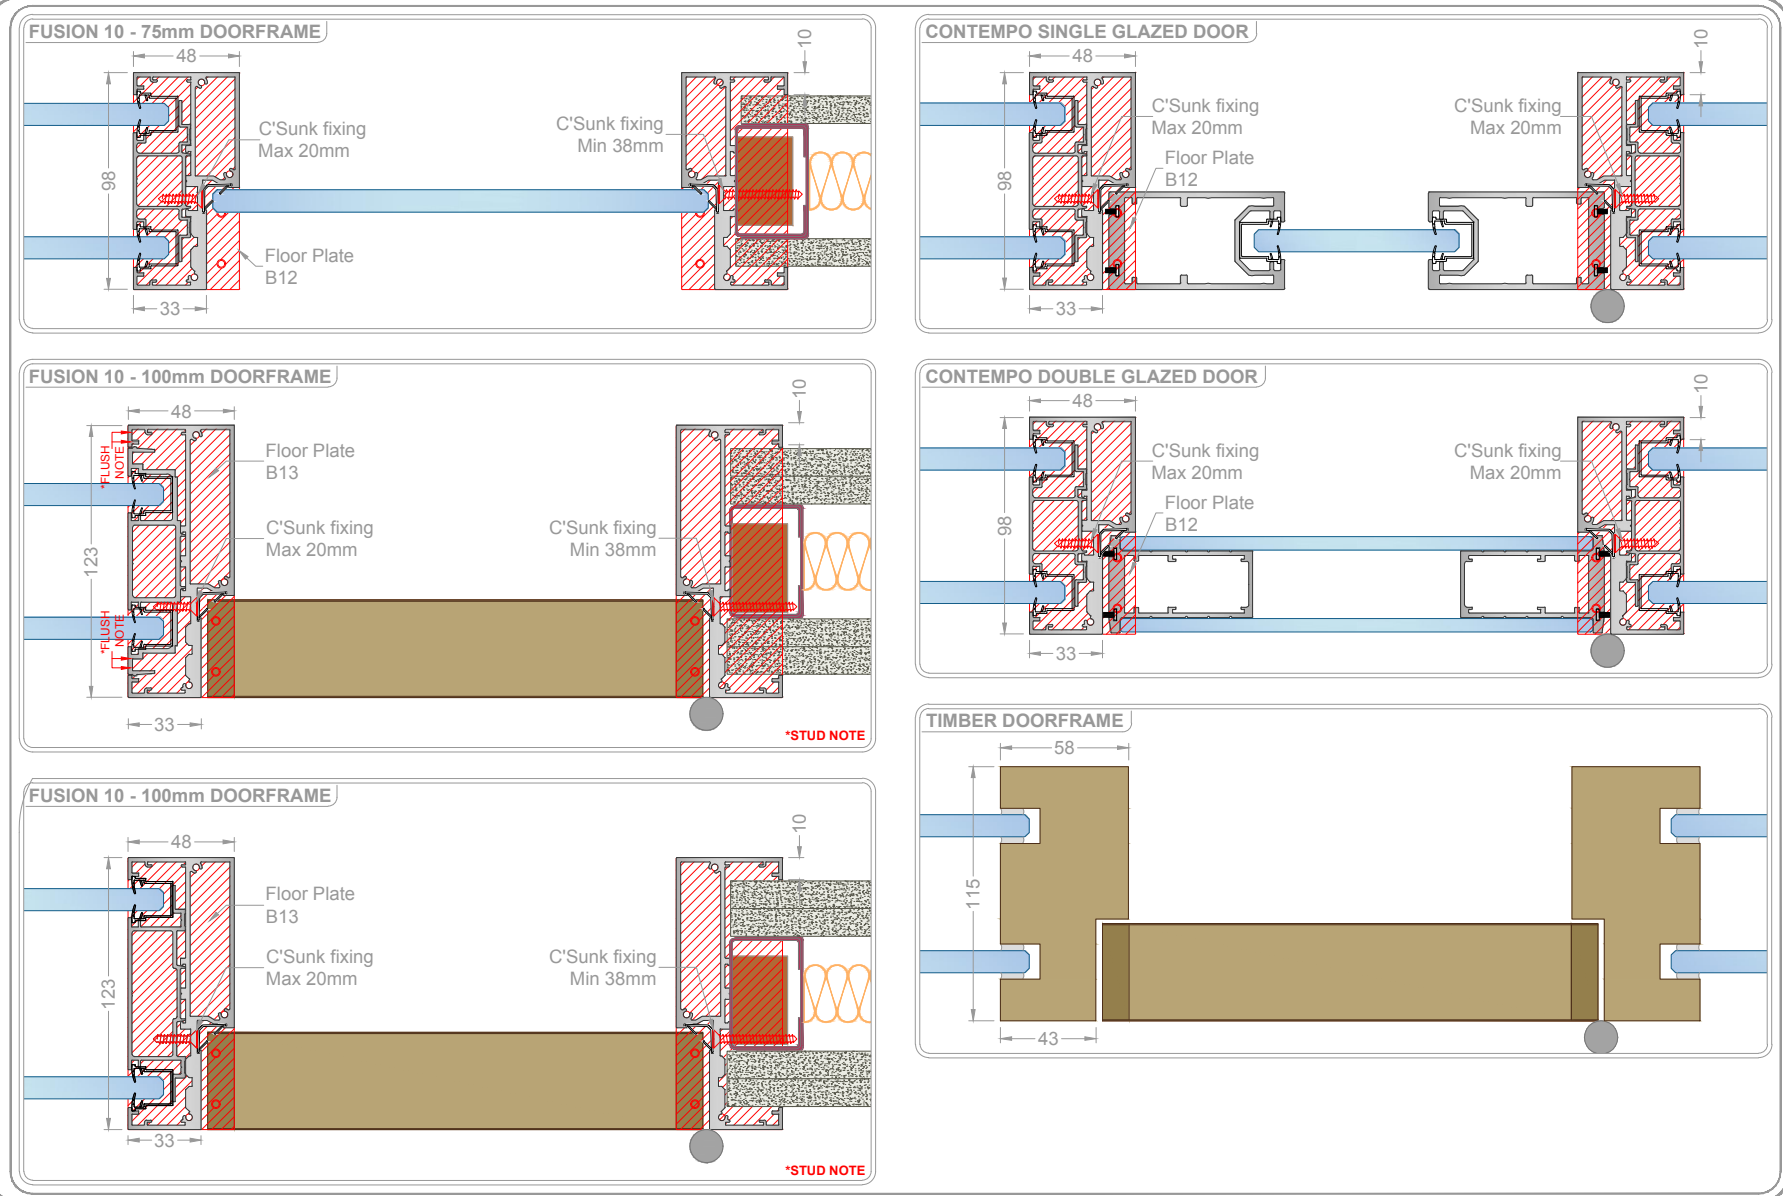 FUSION 10 - 75mm DOORFRAME
48
10
98
C'Sunk fixing
Max 20mm
C'Sunk fixing
Min 38mm
Floor Plate
B12
33
CONTEMPO SINGLE GLAZED DOOR
48
10
98
C'Sunk fixing
Max 20mm
C'Sunk fixing
Max 20mm
Floor Plate
B12
33
FUSION 10 - 100mm DOORFRAME
48
10
123
*FLUSH
NOTE
Floor Plate
B13
C'Sunk fixing
Max 20mm
C'Sunk fixing
Min 38mm
*FLUSH
NOTE
33
*STUD NOTE
CONTEMPO DOUBLE GLAZED DOOR
48
10
98
C'Sunk fixing
Max 20mm
C'Sunk fixing
Max 20mm
Floor Plate
B12
33
FUSION 10 - 100mm DOORFRAME
48
10
123
Floor Plate
B13
C'Sunk fixing
Max 20mm
C'Sunk fixing
Min 38mm
33
*STUD NOTE
TIMBER DOORFRAME
58
115
43